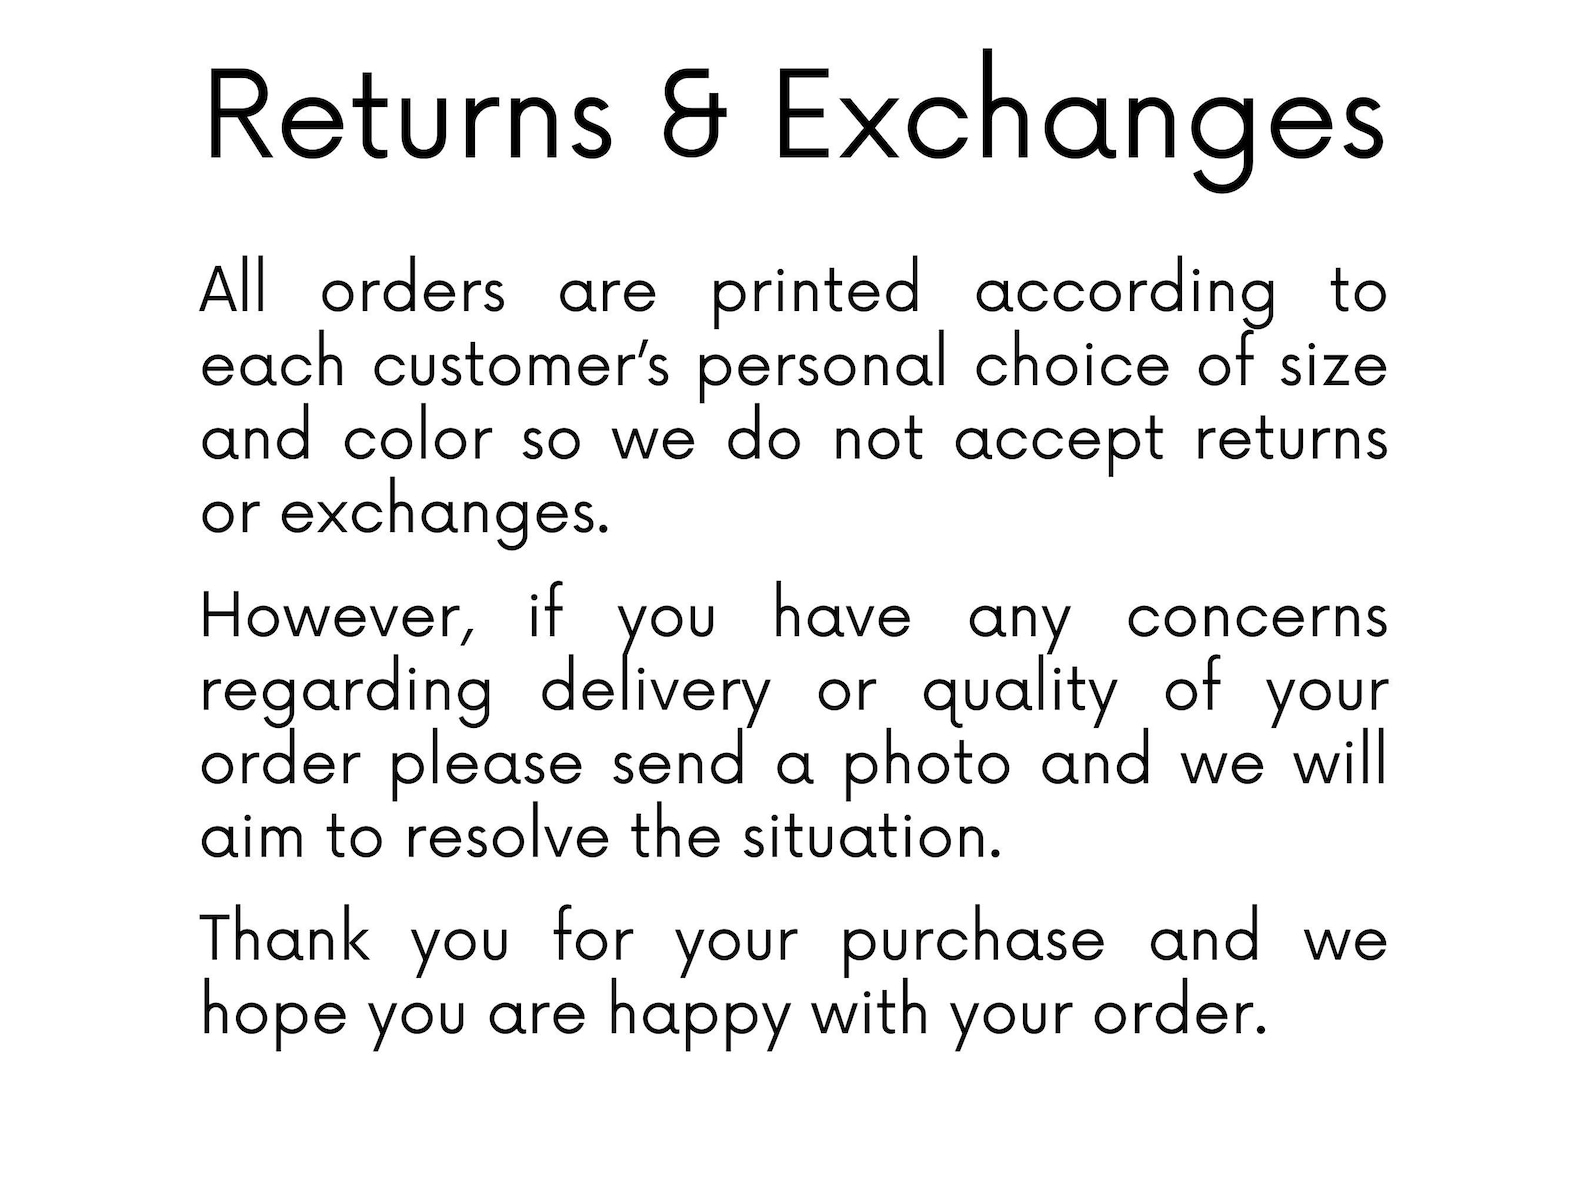 Returns & Exchanges
All orders are printed according to
each customer’s personal choice of size
and color so we do not accept returns
or exchanges.
However, if you have any concerns
regarding delivery or quality of your
order please send a photo and we will
aim to resolve the situation.
Thank you for your purchase and we
hope you are happy with your order.